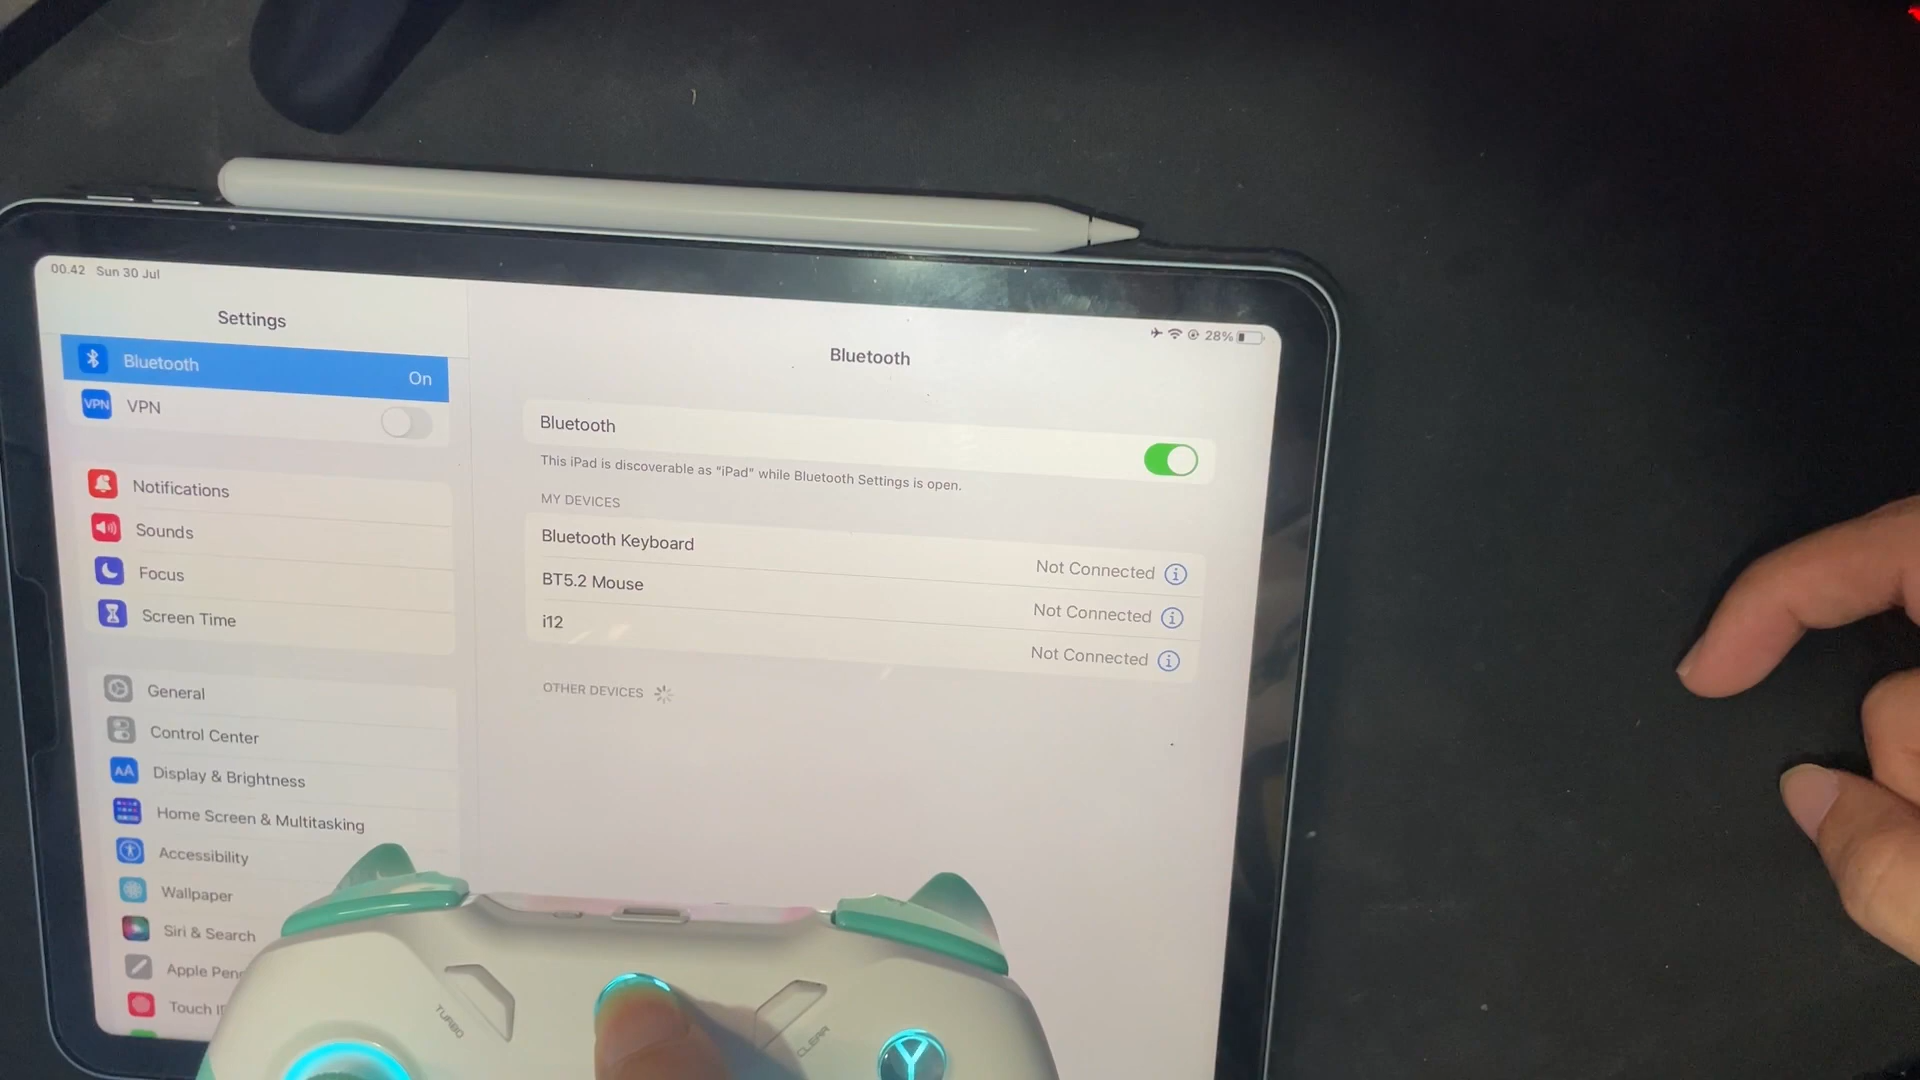 00.42 Sun 30 Jul
28%
Settings
Bluetooth
On
VPN
VPN
Notifications
Sounds
Focus
Screen Time
General
Control Center
AA
Display & Brightness
Home Screen & Multitasking
Accessibility
Wallpaper
Siri & Search
Apple Pen
Touch I
Bluetooth
Bluetooth
This iPad is discoverable as "iPad" while Bluetooth Settings is open.
MY DEVICES
Bluetooth Keyboard
Not Connected
BT5.2 Mouse
Not Connected
i12
Not Connected
OTHER DEVICES
TURBO
CLEAR
Y